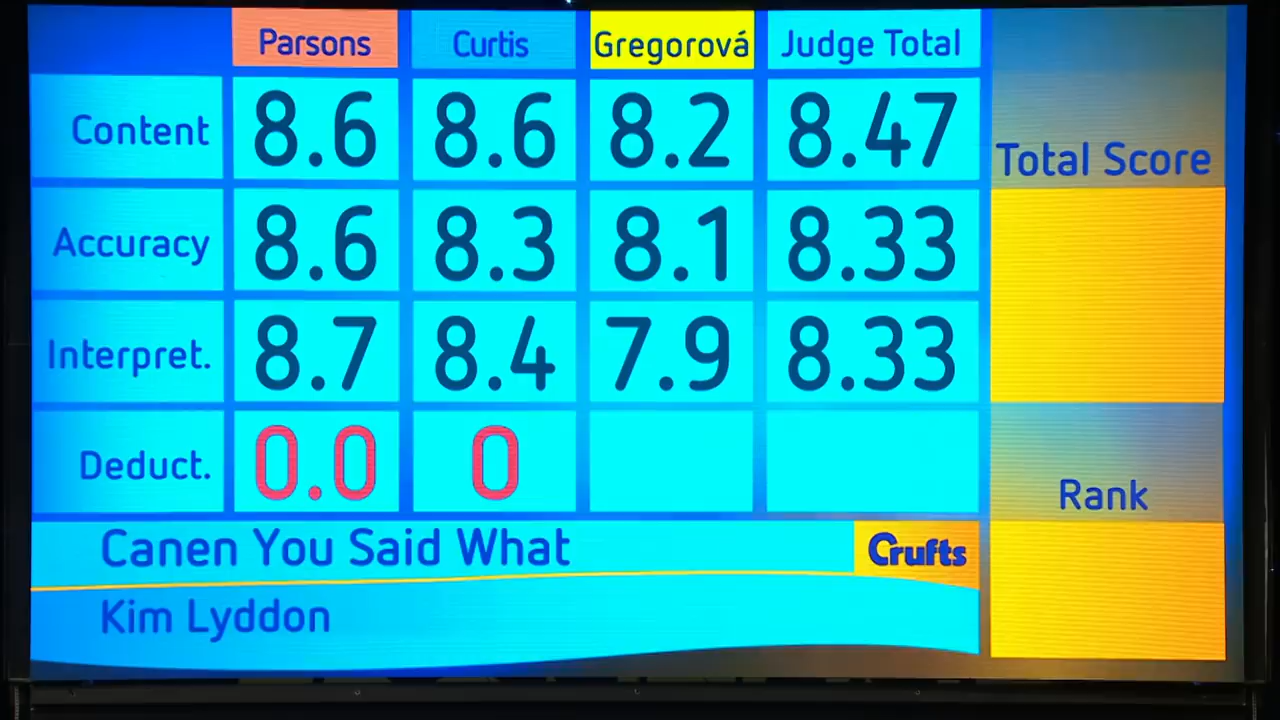 Parsons Curtis Gregorová Judge Total
Content 8.6 8.6 8.2 8.47
Total Score
Accuracy 8.6 8.3 8.1 8.33
Interpret. 8.7 8.4 7.9 8.33
Deduct. 0.0 0
Rank
Canen You Said What Crufts
Kim Lyddon